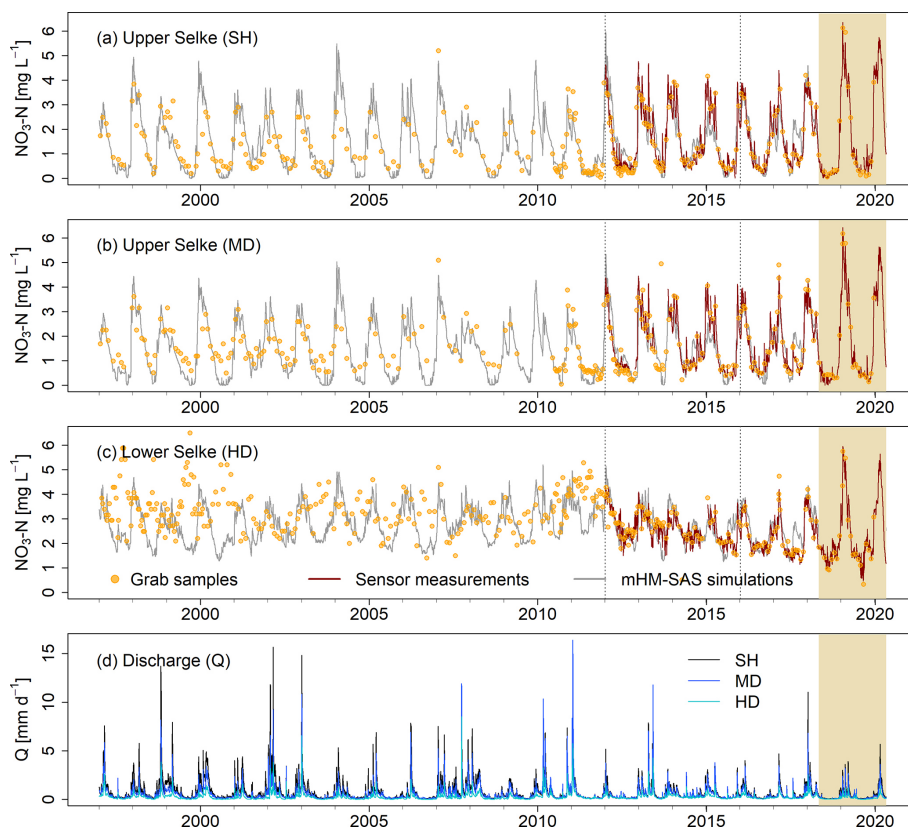 (a) Upper Selke (SH)
NO₃-N [mg L⁻¹]
6
5
4
3
2
1
0
2000 2005 2010 2015 2020
(b) Upper Selke (MD)
NO₃-N [mg L⁻¹]
6
5
4
3
2
1
0
2000 2005 2010 2015 2020
(c) Lower Selke (HD)
NO₃-N [mg L⁻¹]
6
5
4
3
2
1
0
Grab samples Sensor measurements mHM-SAS simulations
2000 2005 2010 2015 2020
(d) Discharge (Q)
Q [mm d⁻¹]
15
10
5
0
SH
MD
HD
2000 2005 2010 2015 2020